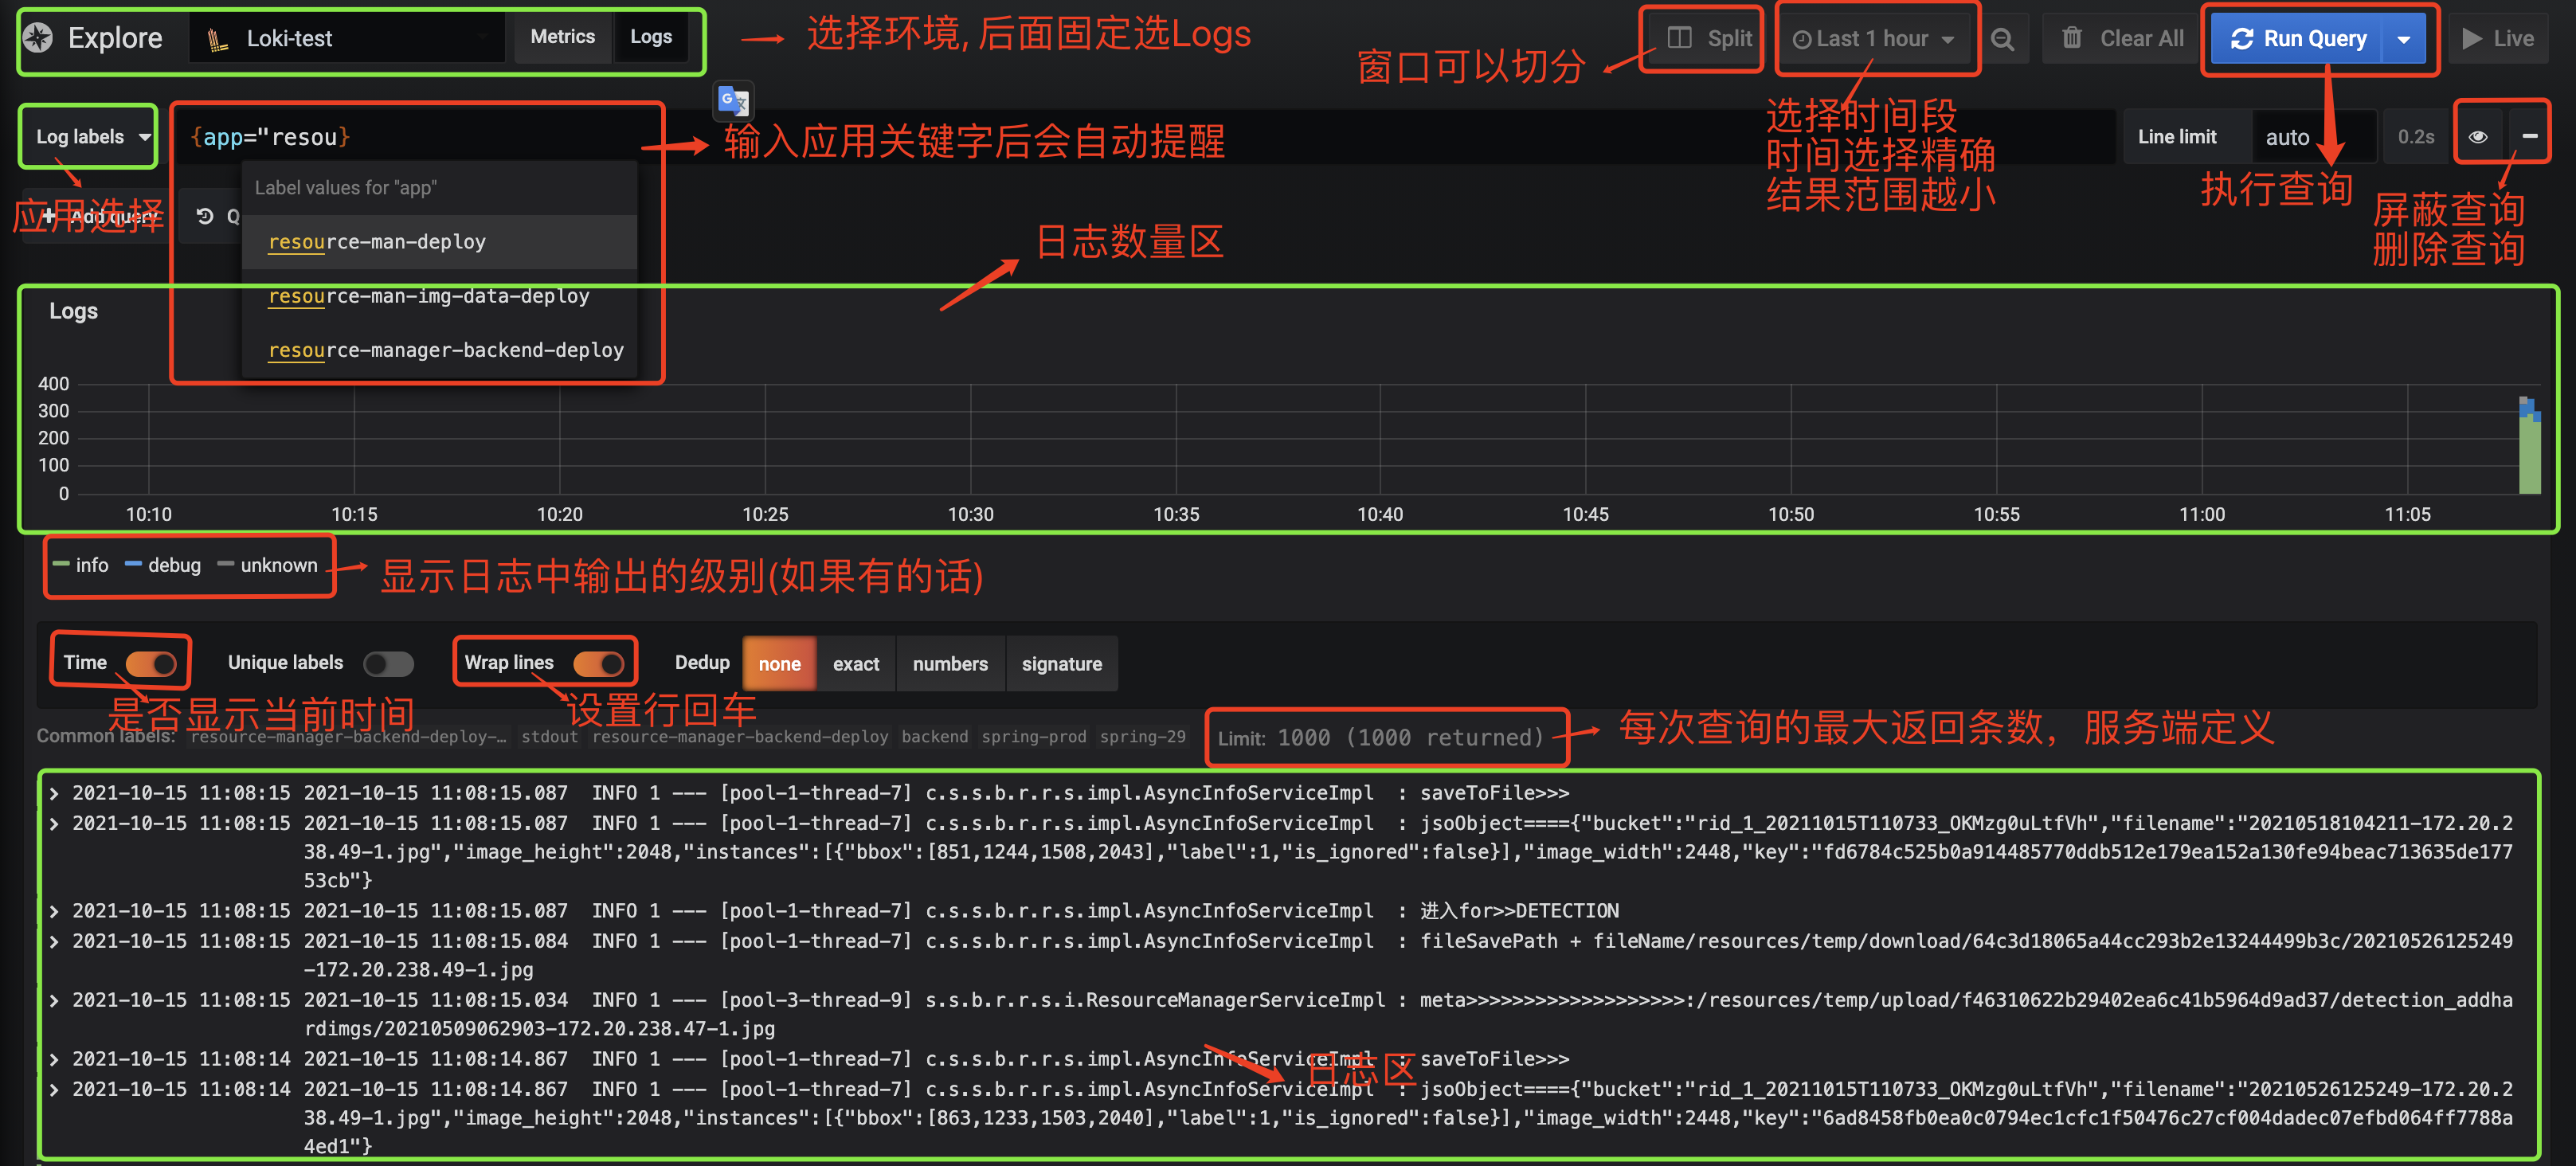 Explore
Loki-test
Metrics
Logs
选择环境, 后面固定选Logs
窗口可以切分
Split
Last 1 hour
Clear All
Run Query
Live
Log labels
{app="resou}
输入应用关键字后会自动提醒
选择时间段
时间选择精确
结果范围越小
Line limit
auto
0.2s
执行查询
屏蔽查询
删除查询
应用选择
Add query
Q
Label values for "app"
resource-man-deploy
resource-man-img-data-deploy
resource-manager-backend-deploy
日志数量区
Logs
400
300
200
100
0
10:10
10:15
10:20
10:25
10:30
10:35
10:40
10:45
10:50
10:55
11:00
11:05
info
debug
unknown
显示日志中输出的级别(如果有的话)
Time
Unique labels
Wrap lines
Dedup
none
exact
numbers
signature
是否显示当前时间
设置行回车
Common labels:
resource-manager-backend-deploy-…
stdout
resource-manager-backend-deploy
backend
spring-prod
spring-29
Limit: 1000 (1000 returned)
每次查询的最大返回条数，服务端定义
2021-10-15 11:08:15 2021-10-15 11:08:15.087 INFO 1 --- [pool-1-thread-7] c.s.s.b.r.r.s.impl.AsyncInfoServiceImpl : saveToFile>>>
2021-10-15 11:08:15 2021-10-15 11:08:15.087 INFO 1 --- [pool-1-thread-7] c.s.s.b.r.r.s.impl.AsyncInfoServiceImpl : jsoObject===={"bucket":"rid_1_20211015T110733_OKMzg0uLtfVh","filename":"20210518104211-172.20.2
38.49-1.jpg","image_height":2048,"instances":[{"bbox":[851,1244,1508,2043],"label":1,"is_ignored":false}],"image_width":2448,"key":"fd6784c525b0a914485770ddb512e179ea152a130fe94beac713635de177
53cb"}
2021-10-15 11:08:15 2021-10-15 11:08:15.087 INFO 1 --- [pool-1-thread-7] c.s.s.b.r.r.s.impl.AsyncInfoServiceImpl : 进入for>>DETECTION
2021-10-15 11:08:15 2021-10-15 11:08:15.084 INFO 1 --- [pool-1-thread-7] c.s.s.b.r.r.s.impl.AsyncInfoServiceImpl : fileSavePath + fileName/resources/temp/download/64c3d18065a44cc293b2e13244499b3c/20210526125249
-172.20.238.49-1.jpg
2021-10-15 11:08:15 2021-10-15 11:08:15.034 INFO 1 --- [pool-3-thread-9] s.s.b.r.r.s.i.ResourceManagerServiceImpl : meta>>>>>>>>>>>>>>>>>>>:/resources/temp/upload/f46310622b29402ea6c41b5964d9ad37/detection_addha
rdimgs/20210509062903-172.20.238.47-1.jpg
2021-10-15 11:08:14 2021-10-15 11:08:14.867 INFO 1 --- [pool-1-thread-7] c.s.s.b.r.r.s.impl.AsyncInfoServiceImpl : saveToFile>>>
日志区
2021-10-15 11:08:14 2021-10-15 11:08:14.867 INFO 1 --- [pool-1-thread-7] c.s.s.b.r.r.s.impl.AsyncInfoServiceImpl : jsoObject===={"bucket":"rid_1_20211015T110733_OKMzg0uLtfVh","filename":"20210526125249-172.20.2
38.49-1.jpg","image_height":2048,"instances":[{"bbox":[863,1233,1503,2040],"label":1,"is_ignored":false}],"image_width":2448,"key":"6ad8458fb0ea0c0794ec1cfc1f50476c27cf004dadec07efbd064ff7788a
4ed1"}